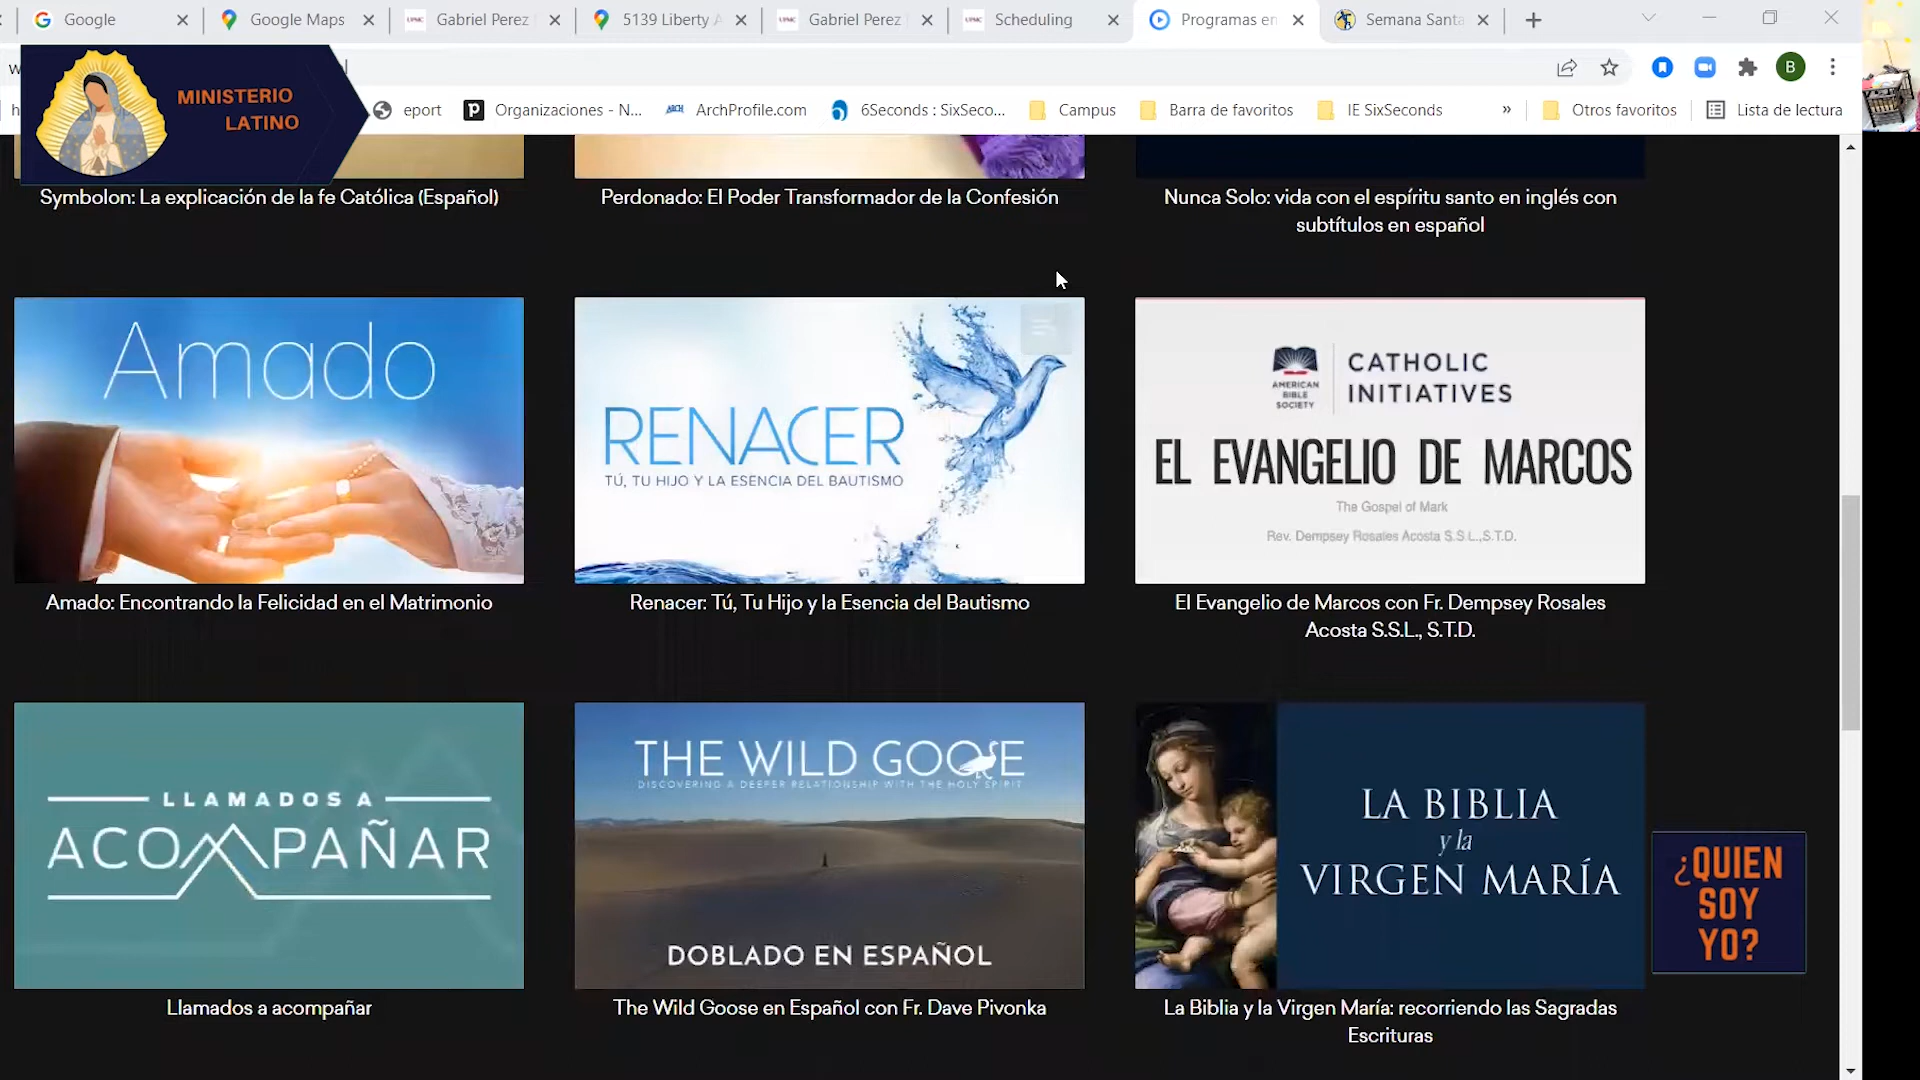 Google
Google Maps
Gabriel Perez
5139 Liberty A
Gabriel Perez
Scheduling
Programas en
Semana Santa
MINISTERIO
LATINO
eport
Organizaciones - N...
ArchProfile.com
6Seconds : SixSeco...
Campus
Barra de favoritos
IE SixSeconds
»
Otros favoritos
Lista de lectura
B
Symbolon: La explicación de la fe Católica (Español)
Perdonado: El Poder Transformador de la Confesión
Nunca Solo: vida con el espíritu santo en inglés con
subtítulos en español
Amado
RENACER
TÚ, TU HIJO Y LA ESENCIA DEL BAUTISMO
AMERICAN
BIBLE
SOCIETY
CATHOLIC
INITIATIVES
EL EVANGELIO DE MARCOS
The Gospel of Mark
Rev. Dempsey Rosales Acosta S.S.L.,S.T.D.
Amado: Encontrando la Felicidad en el Matrimonio
Renacer: Tú, Tu Hijo y la Esencia del Bautismo
El Evangelio de Marcos con Fr. Dempsey Rosales
Acosta S.S.L., S.T.D.
LLAMADOS A
ACOMPAÑAR
THE WILD GOOSE
DISCOVERING A DEEPER RELATIONSHIP WITH THE HOLY SPIRIT
DOBLADO EN ESPAÑOL
LA BIBLIA
y la
VIRGEN MARÍA
¿QUIEN
SOY
YO?
Llamados a acompañar
The Wild Goose en Español con Fr. Dave Pivonka
La Biblia y la Virgen María: recorriendo las Sagradas
Escrituras